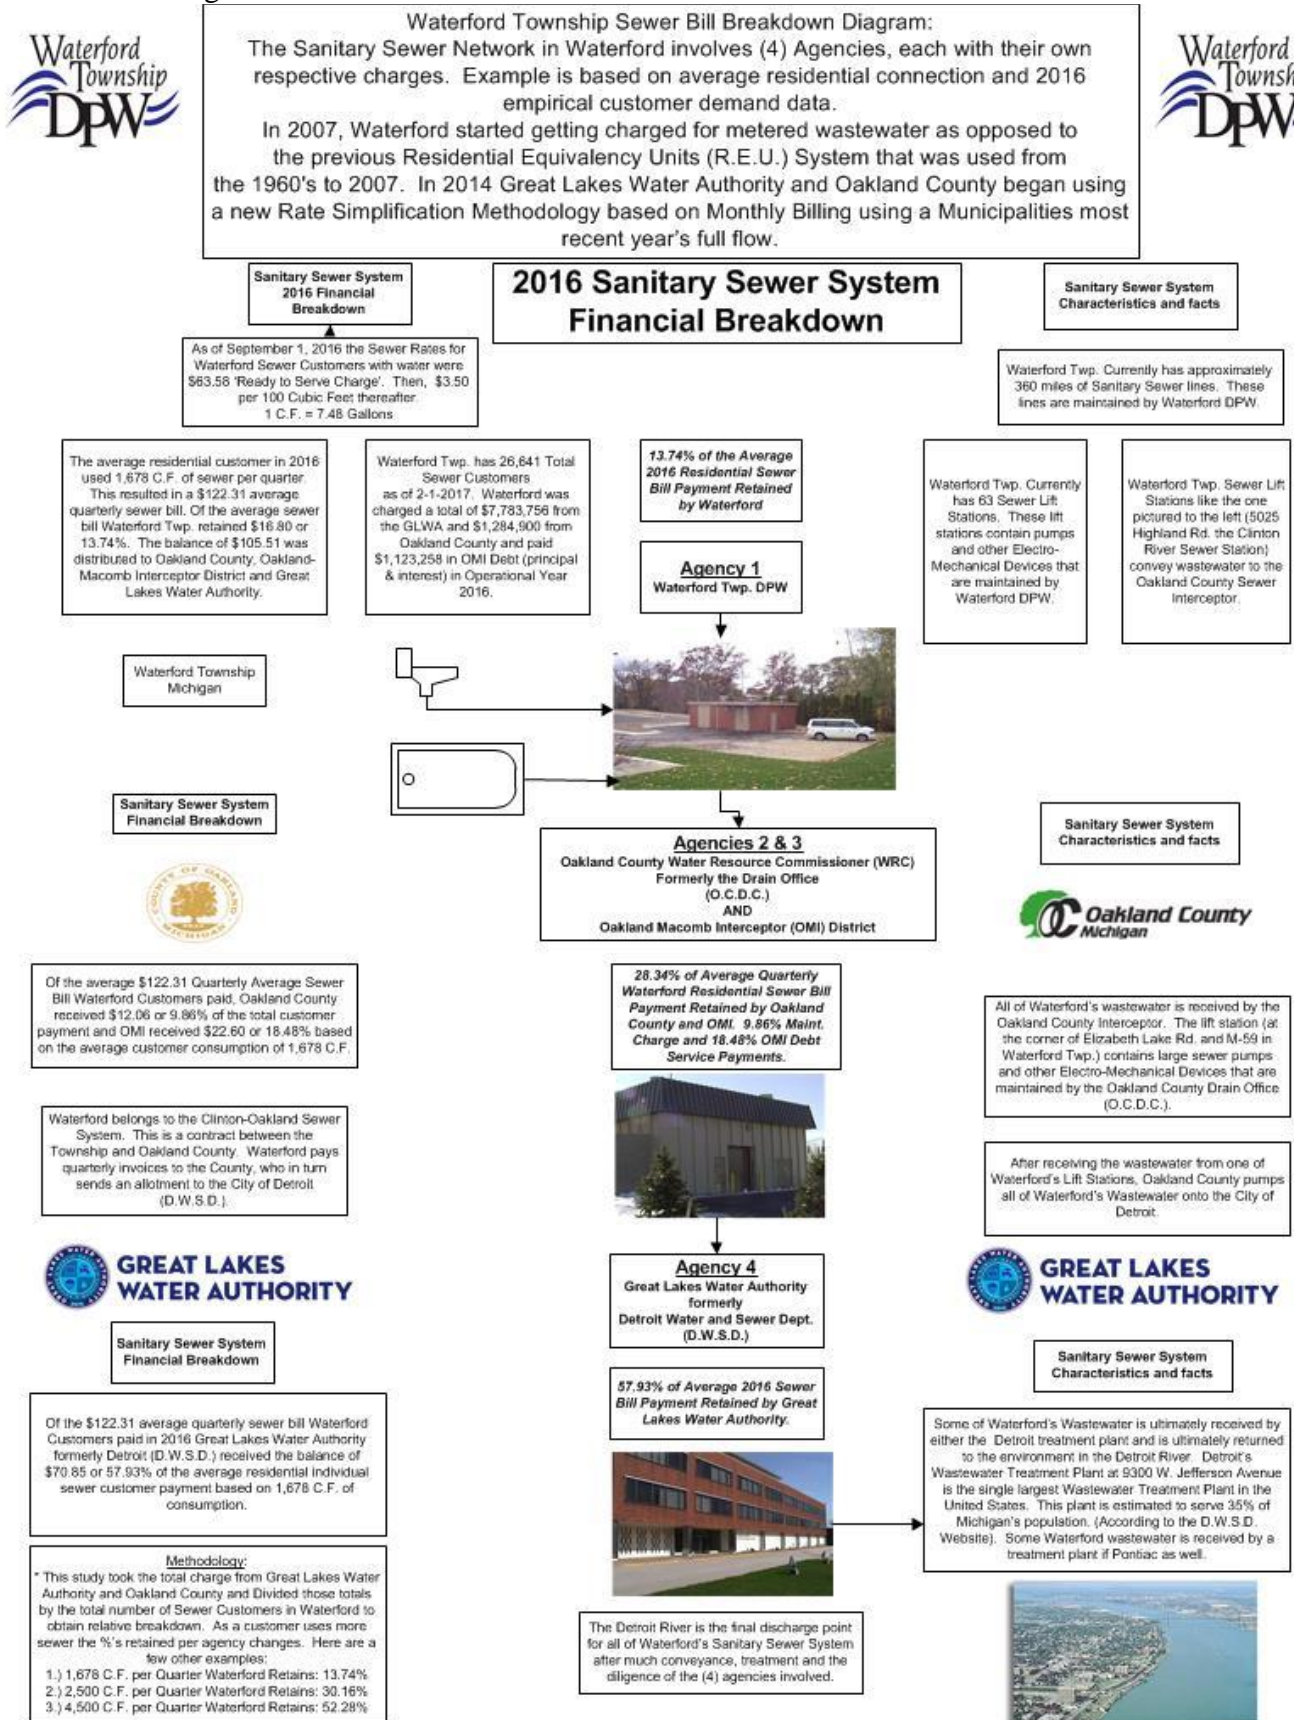 Waterford Township Sewer Bill Breakdown Diagram:
The Sanitary Sewer Network in Waterford involves (4) Agencies, each with their own
respective charges. Example is based on average residential connection and 2016
empirical customer demand data.
In 2007, Waterford started getting charged for metered wastewater as opposed to
the previous Residential Equivalency Units (R.E.U.) System that was used from
the 1960's to 2007. In 2014 Great Lakes Water Authority and Oakland County began using
a new Rate Simplification Methodology based on Monthly Billing using a Municipalities most
recent year's full flow.
Waterford
Township
DPW
Waterford
Townsh
DPW
Sanitary Sewer System
2016 Financial
Breakdown
2016 Sanitary Sewer System
Financial Breakdown
Sanitary Sewer System
Characteristics and facts
As of September 1, 2016 the Sewer Rates for
Waterford Sewer Customers with water were
$63.58 'Ready to Serve Charge'. Then, $3.50
per 100 Cubic Feet thereafter.
1 C.F. = 7.48 Gallons
Waterford Twp. Currently has approximately
360 miles of Sanitary Sewer lines. These
lines are maintained by Waterford DPW.
The average residential customer in 2016
used 1,678 C.F. of sewer per quarter.
This resulted in a $122.31 average
quarterly sewer bill. Of the average sewer
bill Waterford Twp. retained $16.80 or
13.74%. The balance of $105.51 was
distributed to Oakland County, Oakland-
Macomb Interceptor District and Great
Lakes Water Authority.
Waterford Twp. has 26,641 Total
Sewer Customers
as of 2-1-2017. Waterford was
charged a total of $7,783,756 from
the GLWA and $1,284,900 from
Oakland County and paid
$1,123,258 in OMI Debt (principal
& interest) in Operational Year
2016.
13.74% of the Average
2016 Residential Sewer
Bill Payment Retained
by Waterford
Agency 1
Waterford Twp. DPW
Waterford Twp. Currently
has 63 Sewer Lift
Stations. These lift
stations contain pumps
and other Electro-
Mechanical Devices that
are maintained by
Waterford DPW.
Waterford Twp. Sewer Lift
Stations like the one
pictured to the left (5025
Highland Rd. the Clinton
River Sewer Station)
convey wastewater to the
Oakland County Sewer
Interceptor.
Waterford Township
Michigan
Sanitary Sewer System
Financial Breakdown
Agencies 2 & 3
Oakland County Water Resource Commissioner (WRC)
Formerly the Drain Office
(O.C.D.C.)
AND
Oakland Macomb Interceptor (OMI) District
Sanitary Sewer System
Characteristics and facts
COUNTY OF OAKLAND
MICHIGAN
OC Oakland County
Michigan
Of the average $122.31 Quarterly Average Sewer
Bill Waterford Customers paid, Oakland County
received $12.06 or 9.86% of the total customer
payment and OMI received $22.60 or 18.48% based
on the average customer consumption of 1,678 C.F.
28.34% of Average Quarterly
Waterford Residential Sewer Bill
Payment Retained by Oakland
County and OMI. 9.86% Maint.
Charge and 18.48% OMI Debt
Service Payments.
All of Waterford's wastewater is received by the
Oakland County Interceptor. The lift station (at
the corner of Elizabeth Lake Rd. and M-59 in
Waterford Twp.) contains large sewer pumps
and other Electro-Mechanical Devices that are
maintained by the Oakland County Drain Office
(O.C.D.C.).
Waterford belongs to the Clinton-Oakland Sewer
System. This is a contract between the
Township and Oakland County. Waterford pays
quarterly invoices to the County, who in turn
sends an allotment to the City of Detroit
(D.W.S.D.)
After receiving the wastewater from one of
Waterford's Lift Stations, Oakland County pumps
all of Waterford's Wastewater onto the City of
Detroit.
GREAT LAKES
WATER AUTHORITY
Agency 4
Great Lakes Water Authority
formerly
Detroit Water and Sewer Dept.
(D.W.S.D.)
GREAT LAKES
WATER AUTHORITY
Sanitary Sewer System
Financial Breakdown
Sanitary Sewer System
Characteristics and facts
57.93% of Average 2016 Sewer
Bill Payment Retained by Great
Lakes Water Authority.
Of the $122.31 average quarterly sewer bill Waterford
Customers paid in 2016 Great Lakes Water Authority
formerly Detroit (D.W.S.D.) received the balance of
$70.85 or 57.93% of the average residential individual
sewer customer payment based on 1,678 C.F. of
consumption.
Some of Waterford's Wastewater is ultimately received by
either the Detroit treatment plant and is ultimately returned
to the environment in the Detroit River. Detroit's
Wastewater Treatment Plant at 9300 W. Jefferson Avenue
is the single largest Wastewater Treatment Plant in the
United States. This plant is estimated to serve 35% of
Michigan's population. (According to the D.W.S.D.
Website). Some Waterford wastewater is received by a
treatment plant if Pontiac as well.
Methodology:
* This study took the total charge from Great Lakes Water
Authority and Oakland County and Divided those totals
by the total number of Sewer Customers in Waterford to
obtain relative breakdown. As a customer uses more
sewer the %'s retained per agency changes. Here are a
few other examples:
1.) 1,678 C.F. per Quarter Waterford Retains: 13.74%
2.) 2,500 C.F. per Quarter Waterford Retains: 30.16%
3.) 4,500 C.F. per Quarter Waterford Retains: 52.28%
The Detroit River is the final discharge point
for all of Waterford's Sanitary Sewer System
after much conveyance, treatment and the
diligence of the (4) agencies involved.